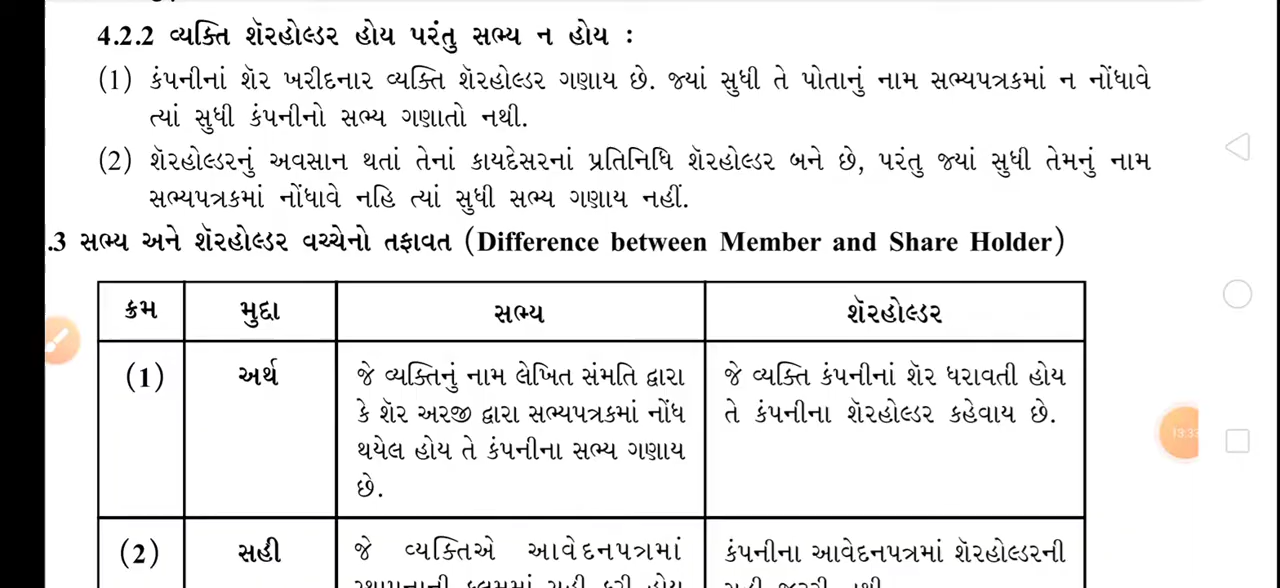 4.2.2 વ્યક્તિ શૅરહોલ્ડર હોય પરંતુ સભ્ય ન હોય :
(1) કંપનીનાં શૅર ખરીદનાર વ્યક્તિ શૅરહોલ્ડર ગણાય છે. જ્યાં સુધી તે પોતાનું નામ સભ્યપત્રકમાં ન નોંધાવે
ત્યાં સુધી કંપનીનો સભ્ય ગણાતો નથી.
(2) શૅરહોલ્ડરનું અવસાન થતાં તેનાં કાયદેસરનાં પ્રતિનિધિ શૅરહોલ્ડર બને છે, પરંતુ જ્યાં સુધી તેમનું નામ
સભ્યપત્રકમાં નોંધાવે નહિ ત્યાં સુધી સભ્ય ગણાય નહીં.
.3 સભ્ય અને શૅરહોલ્ડર વચ્ચેનો તફાવત (Difference between Member and Share Holder)
ક્રમ મુદ્દા સભ્ય શૅરહોલ્ડર
(1) અર્થ જે વ્યક્તિનું નામ લેખિત સંમતિ દ્વારા જે વ્યક્તિ કંપનીનાં શૅર ધરાવતી હોય
કે શૅર અરજી દ્વારા સભ્યપત્રકમાં નોંધ તે કંપનીના શૅરહોલ્ડર કહેવાય છે.
થયેલ હોય તે કંપનીના સભ્ય ગણાય
છે.
(2) સહી જે વ્યક્તિએ આવેદનપત્રમાં કંપનીના આવેદનપત્રમાં શૅરહોલ્ડરની